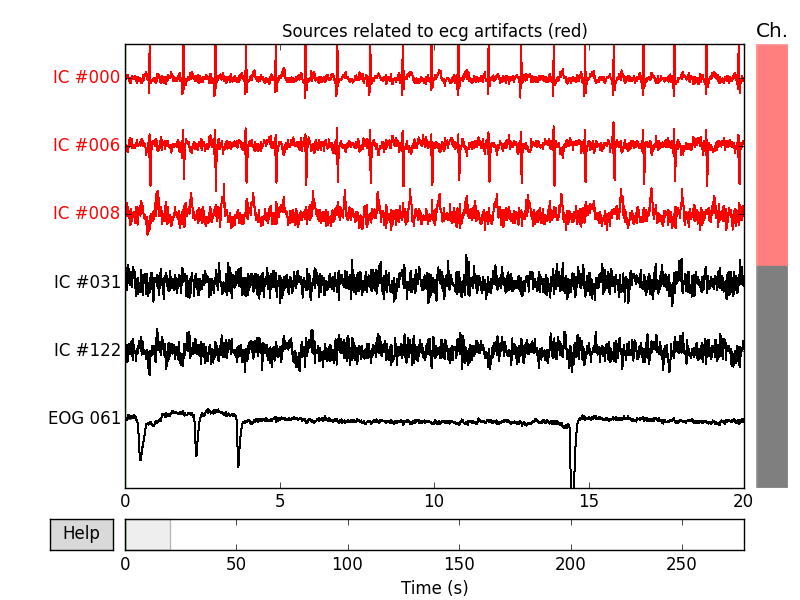 Sources related to ecg artifacts (red)
Ch.
IC #000
IC #006
IC #008
IC #031
IC #122
EOG 061
0 5 10 15 20
Help
0 50 100 150 200 250
Time (s)